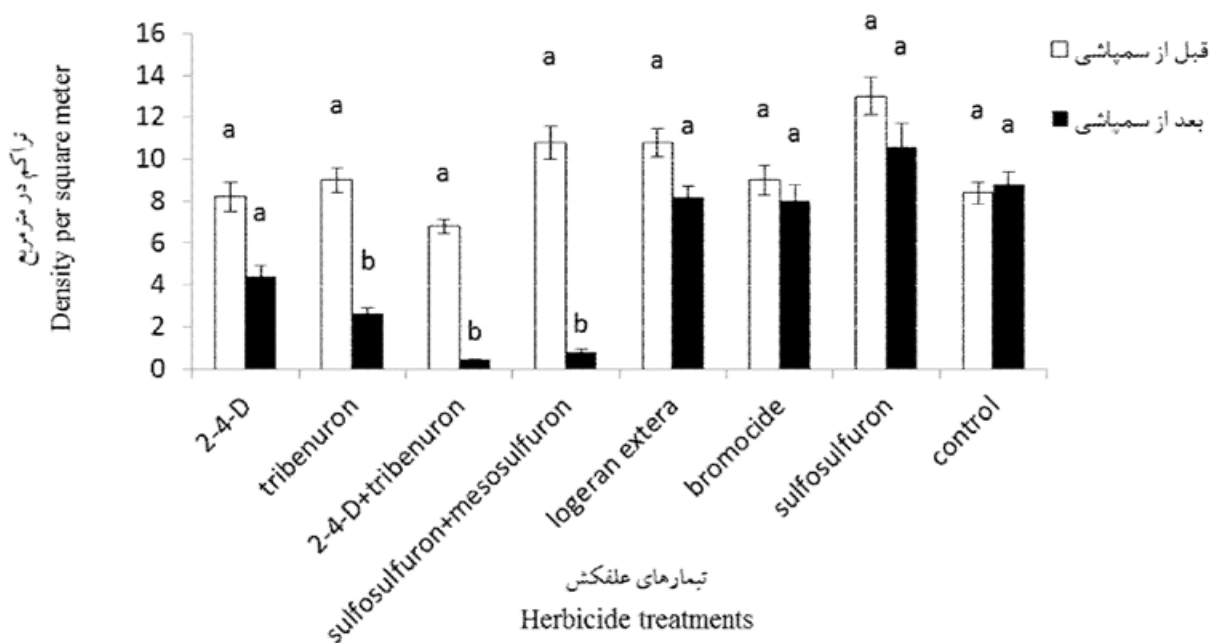 16
14
12
10
8
6
4
2
0
تراکم در مترمربع
Density per square meter
a
a
a
b
a
b
a
b
a
a
a
a
a
a
a
a
قبل از سمپاشی
بعد از سمپاشی
2-4-D
tribenuron
2-4-D+tribenuron
sulfosulfuron+mesosulfuron
logeran extera
bromocide
sulfosulfuron
control
تیمارهای علفکش
Herbicide treatments